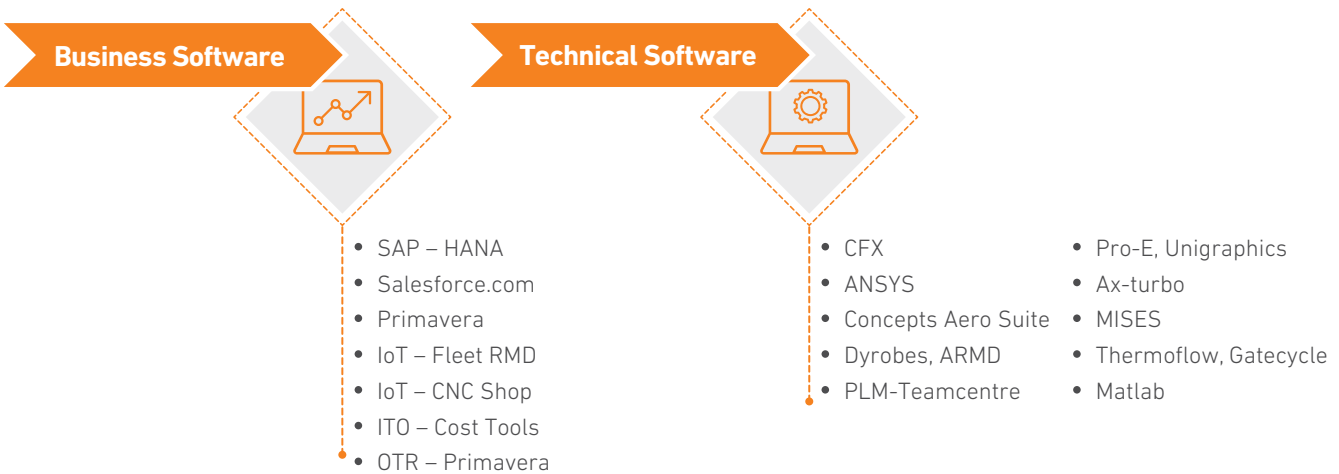 Business Software
• SAP – HANA
• Salesforce.com
• Primavera
• IoT – Fleet RMD
• IoT – CNC Shop
• ITO – Cost Tools
• OTR – Primavera
Technical Software
• CFX
• ANSYS
• Concepts Aero Suite
• Dyrobes, ARMD
• PLM-Teamcentre
• Pro-E, Unigraphics
• Ax-turbo
• MISES
• Thermoflow, Gatecycle
• Matlab